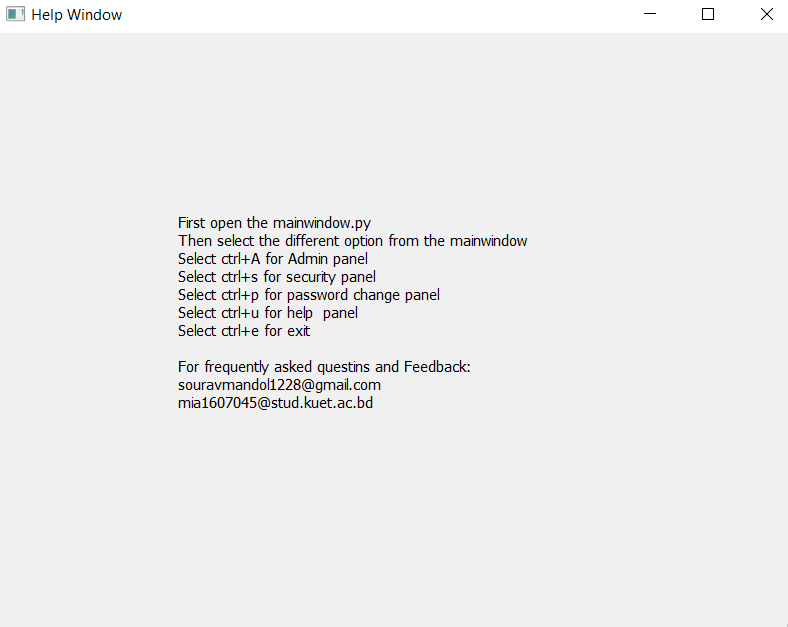 Help Window
First open the mainwindow.py
Then select the different option from the mainwindow
Select ctrl+A for Admin panel
Select ctrl+s for security panel
Select ctrl+p for password change panel
Select ctrl+u for help  panel
Select ctrl+e for exit
For frequently asked questins and Feedback:
souravmandol1228@gmail.com
mia1607045@stud.kuet.ac.bd